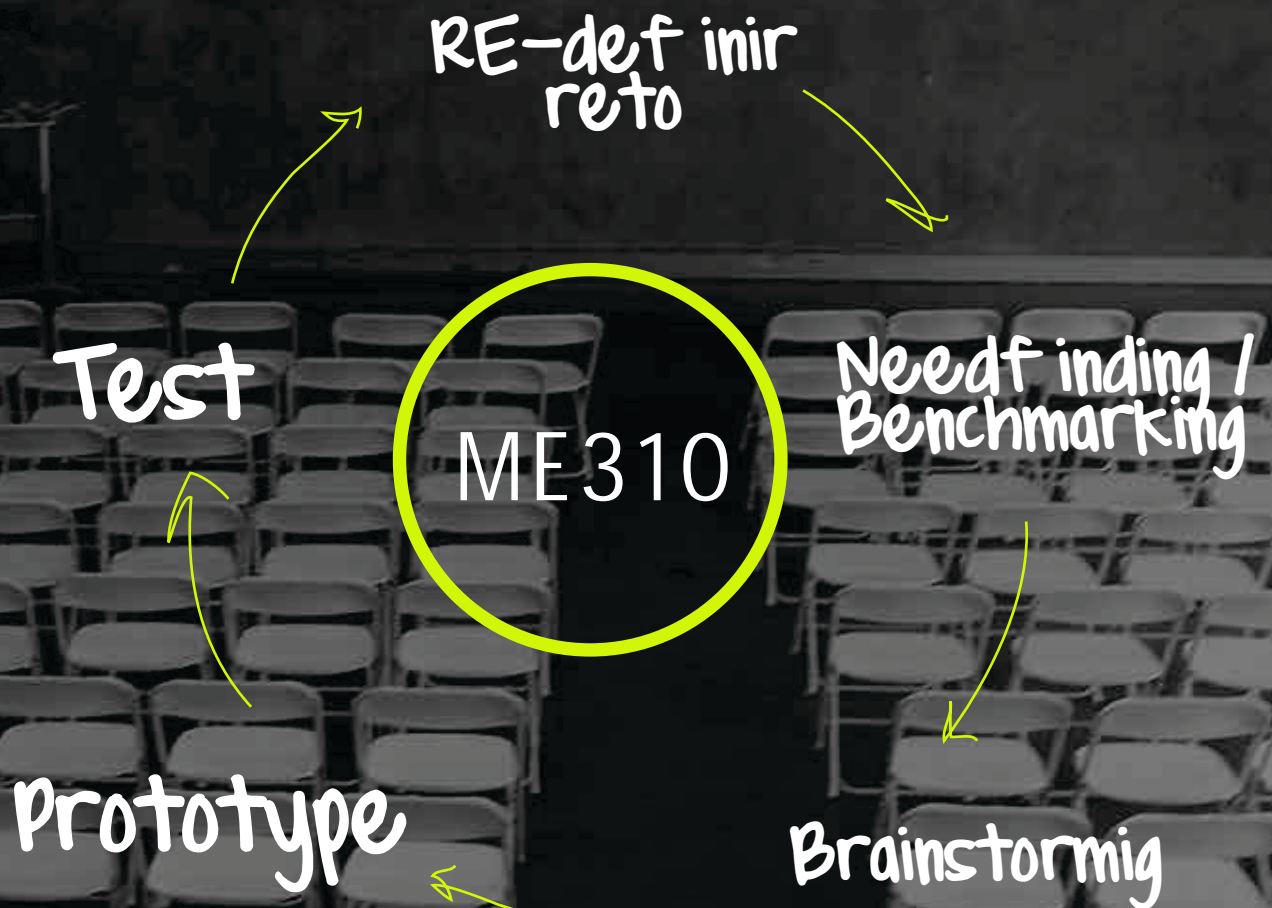 RE-def inir
reto
Test
ME310
Needf inding /
Benchmarking
Prototype
Brainstormig